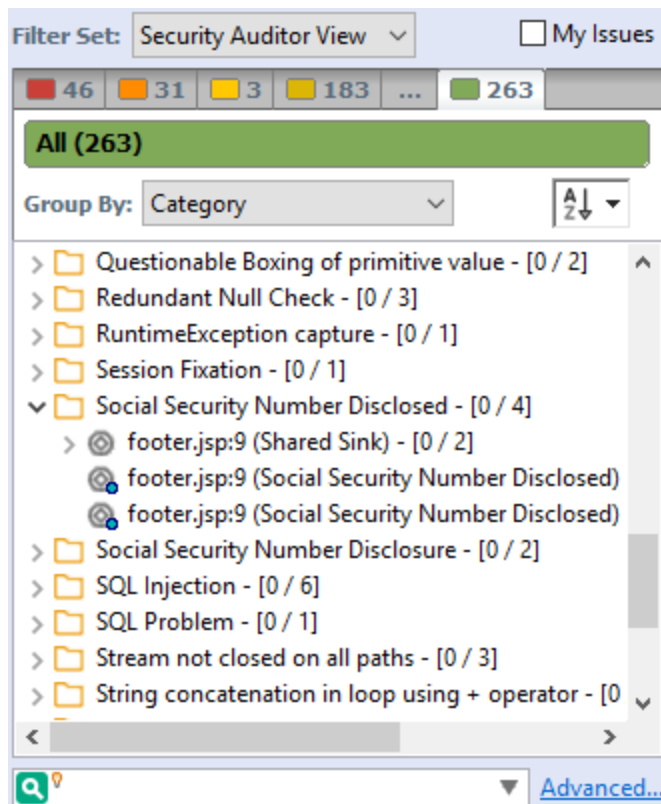 Filter Set: Security Auditor View My Issues
46 31 3 183 ... 263
All (263)
Group By: Category A Z
Questionable Boxing of primitive value - [0 / 2]
Redundant Null Check - [0 / 3]
RuntimeException capture - [0 / 1]
Session Fixation - [0 / 1]
Social Security Number Disclosed - [0 / 4]
footer.jsp:9 (Shared Sink) - [0 / 2]
footer.jsp:9 (Social Security Number Disclosed)
footer.jsp:9 (Social Security Number Disclosed)
Social Security Number Disclosure - [0 / 2]
SQL Injection - [0 / 6]
SQL Problem - [0 / 1]
Stream not closed on all paths - [0 / 3]
String concatenation in loop using + operator - [0
Advanced...